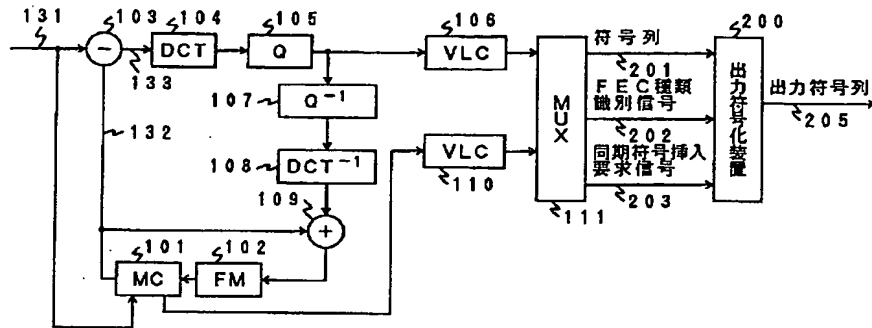 131
103
104
105
106
200
DCT
Q
VLC
符号列
133
201
107
Q⁻¹
FEC種類
識別信号
出力符号列
132
MUX
202
出力符号化装置
205
108
DCT⁻¹
VLC
同期符号挿入
要求信号
109
110
203
111
101
102
MC
FM